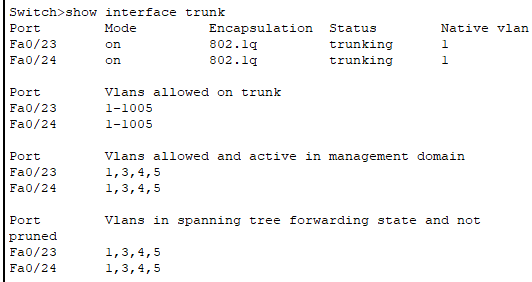 Switch>show interface trunk
Port        Mode         Encapsulation  Status        Native vlan
Fa0/23      on           802.1q         trunking      1
Fa0/24      on           802.1q         trunking      1

Port        Vlans allowed on trunk
Fa0/23      1-1005
Fa0/24      1-1005

Port        Vlans allowed and active in management domain
Fa0/23      1,3,4,5
Fa0/24      1,3,4,5

Port        Vlans in spanning tree forwarding state and not
pruned
Fa0/23      1,3,4,5
Fa0/24      1,3,4,5